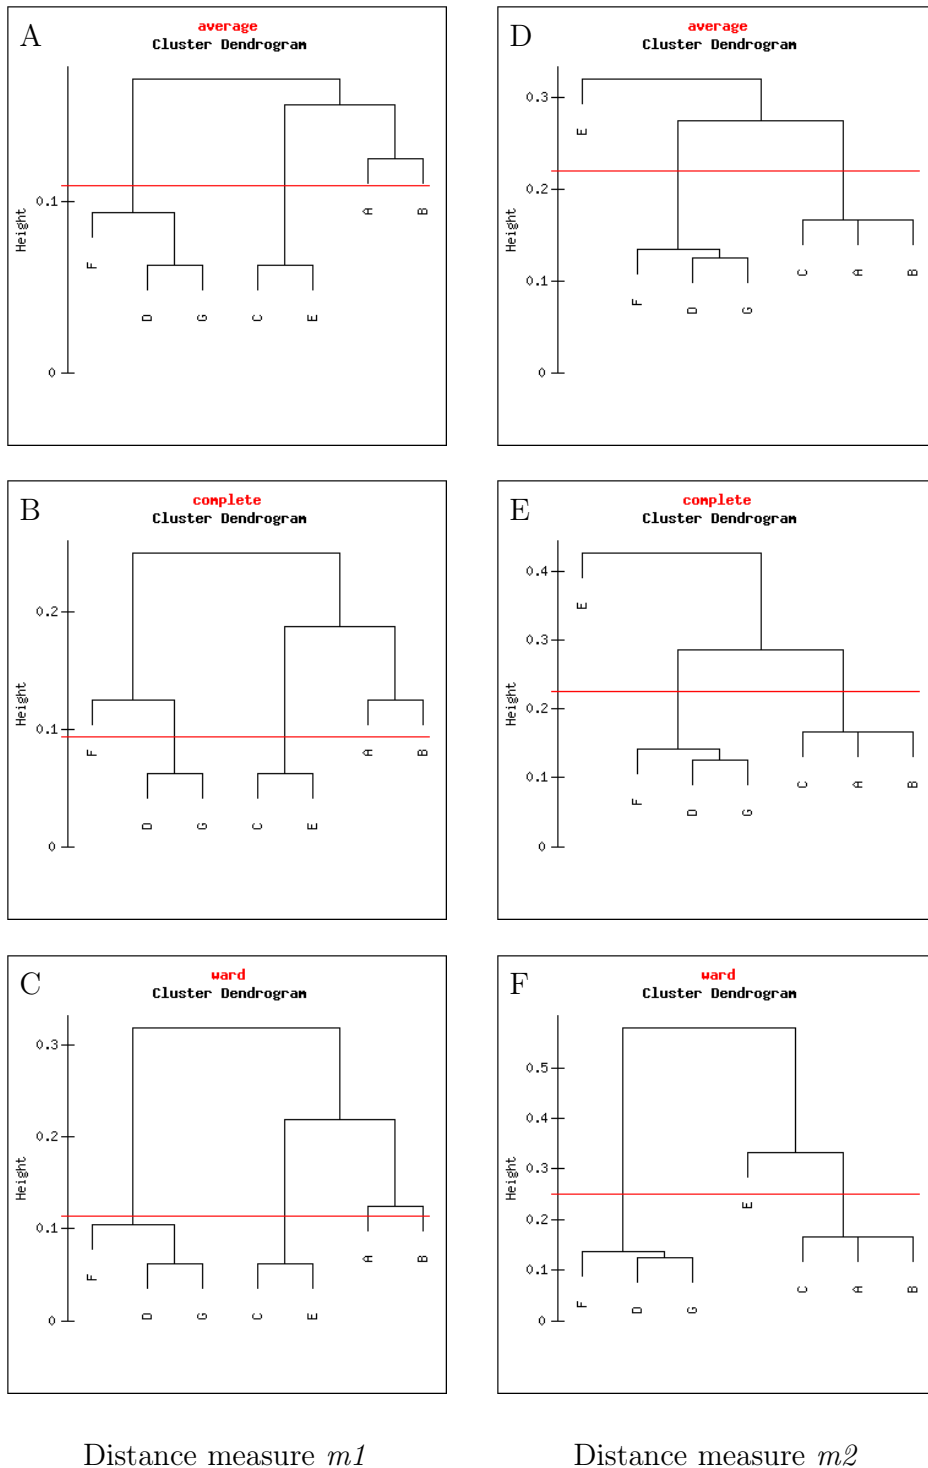 A
average
Cluster Dendrogram
Height
0.1
0
F
D
G
C
E
A
B
D
average
Cluster Dendrogram
Height
0.3
0.2
0.1
0
E
F
D
G
C
A
B
B
complete
Cluster Dendrogram
Height
0.2
0.1
0
F
D
G
C
E
A
B
E
complete
Cluster Dendrogram
Height
0.4
0.3
0.2
0.1
0
E
F
D
G
C
A
B
C
ward
Cluster Dendrogram
Height
0.3
0.2
0.1
0
F
D
G
C
E
A
B
F
ward
Cluster Dendrogram
Height
0.5
0.4
0.3
0.2
0.1
0
F
D
G
E
C
A
B
Distance measure m1
Distance measure m2